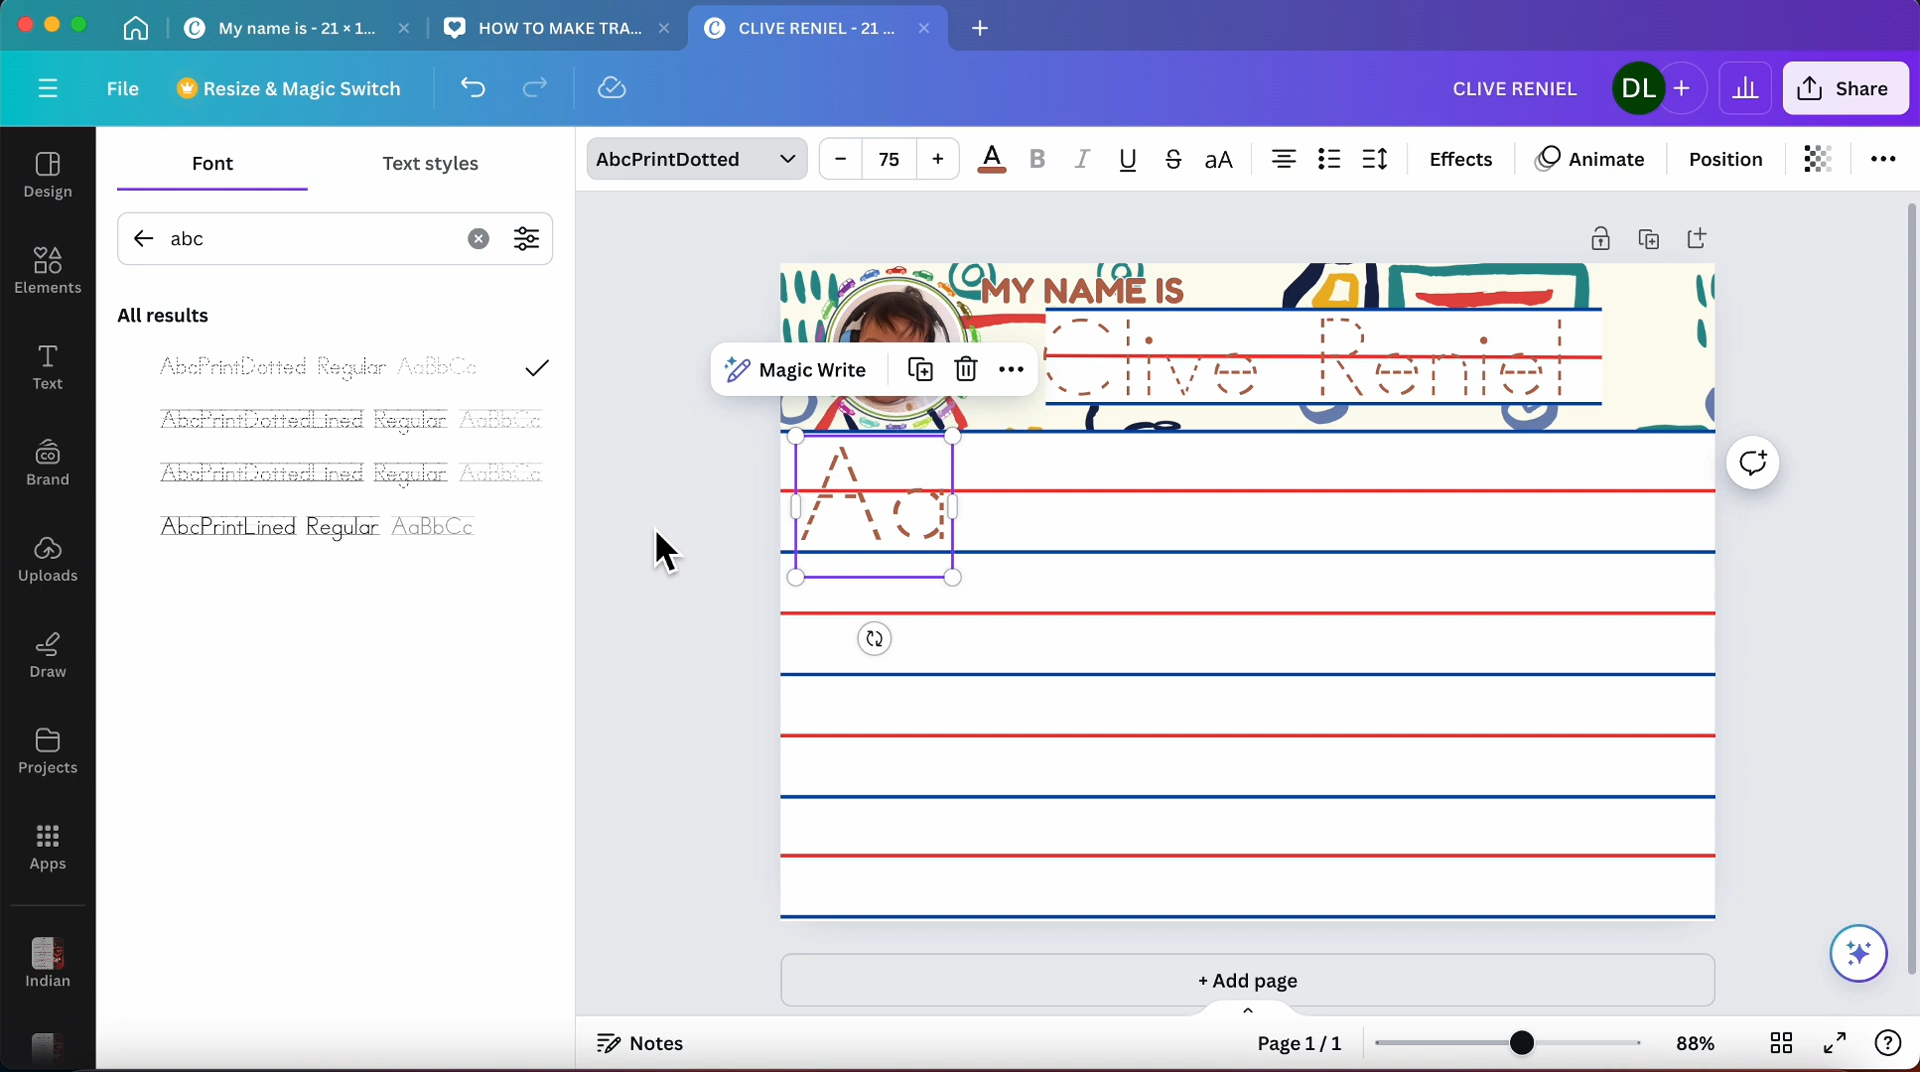 My name is - 21 × 1...
HOW TO MAKE TRA...
CLIVE RENIEL - 21 ...
File
Resize & Magic Switch
CLIVE RENIEL
DL
Share
Design
Elements
Text
Brand
Uploads
Draw
Projects
Apps
Indian
Font
Text styles
abc
All results
AbcPrintDotted Regular AaBbCc
AbcPrintDottedLined Regular AaBbCc
AbcPrintDottedLined Regular AaBbCc
AbcPrintLined Regular AaBbCc
AbcPrintDotted
75
A
B
I
U
S
aA
Effects
Animate
Position
MY NAME IS
Clive Reniel
Magic Write
Aa
+ Add page
Notes
Page 1 / 1
88%